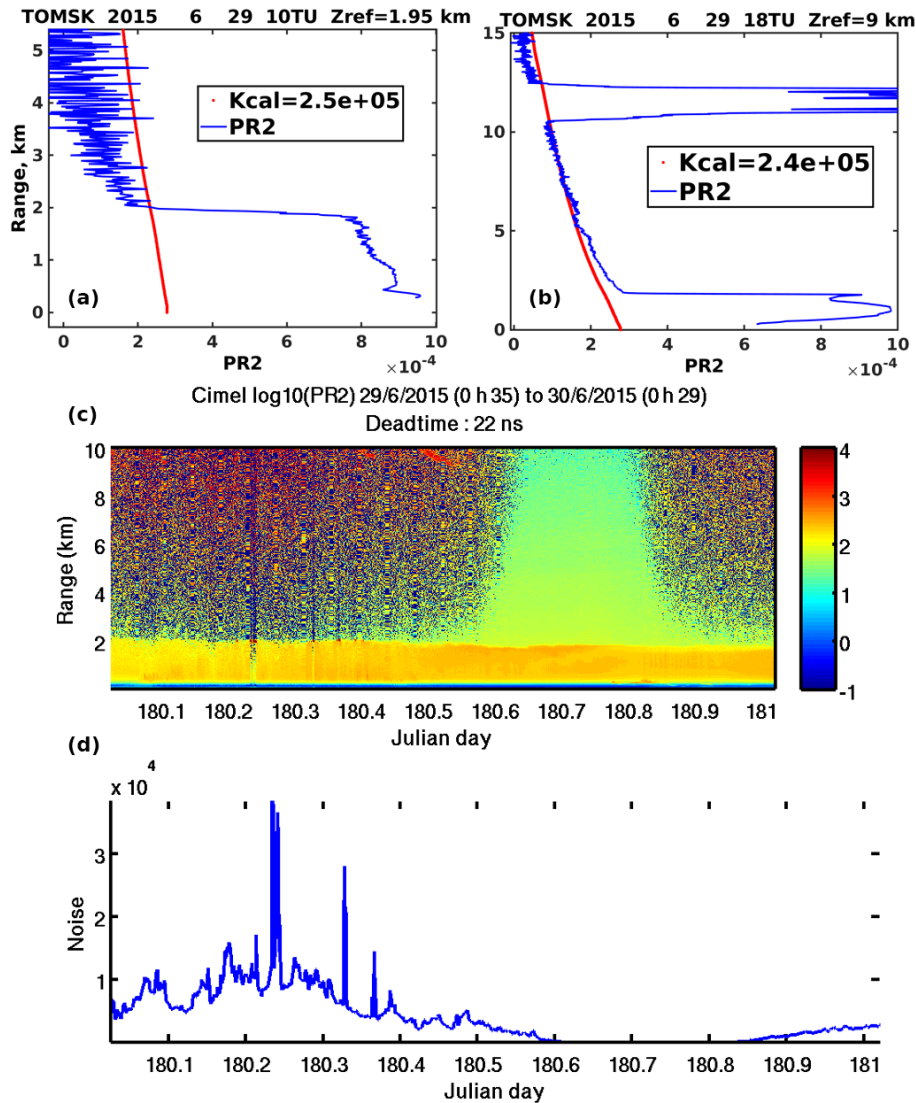 TOMSK 2015 6 29 10TU Zref=1.95 km
TOMSK 2015 6 29 18TU Zref=9 km
5
4
3
2
1
0
Range, km
Kcal=2.5e+05
PR2
(a)
0 2 4 6 8 10
PR2
×10-4
15
10
5
0
Kcal=2.4e+05
PR2
(b)
0 2 4 6 8 10
PR2
×10-4
Cimel log10(PR2) 29/6/2015 (0 h 35) to 30/6/2015 (0 h 29)
(c)
Deadtime : 22 ns
10
8
6
4
2
Range (km)
4
3
2
1
0
-1
180.1 180.2 180.3 180.4 180.5 180.6 180.7 180.8 180.9 181
Julian day
(d)
x 10 4
3
2
1
Noise
180.1 180.2 180.3 180.4 180.5 180.6 180.7 180.8 180.9 181
Julian day